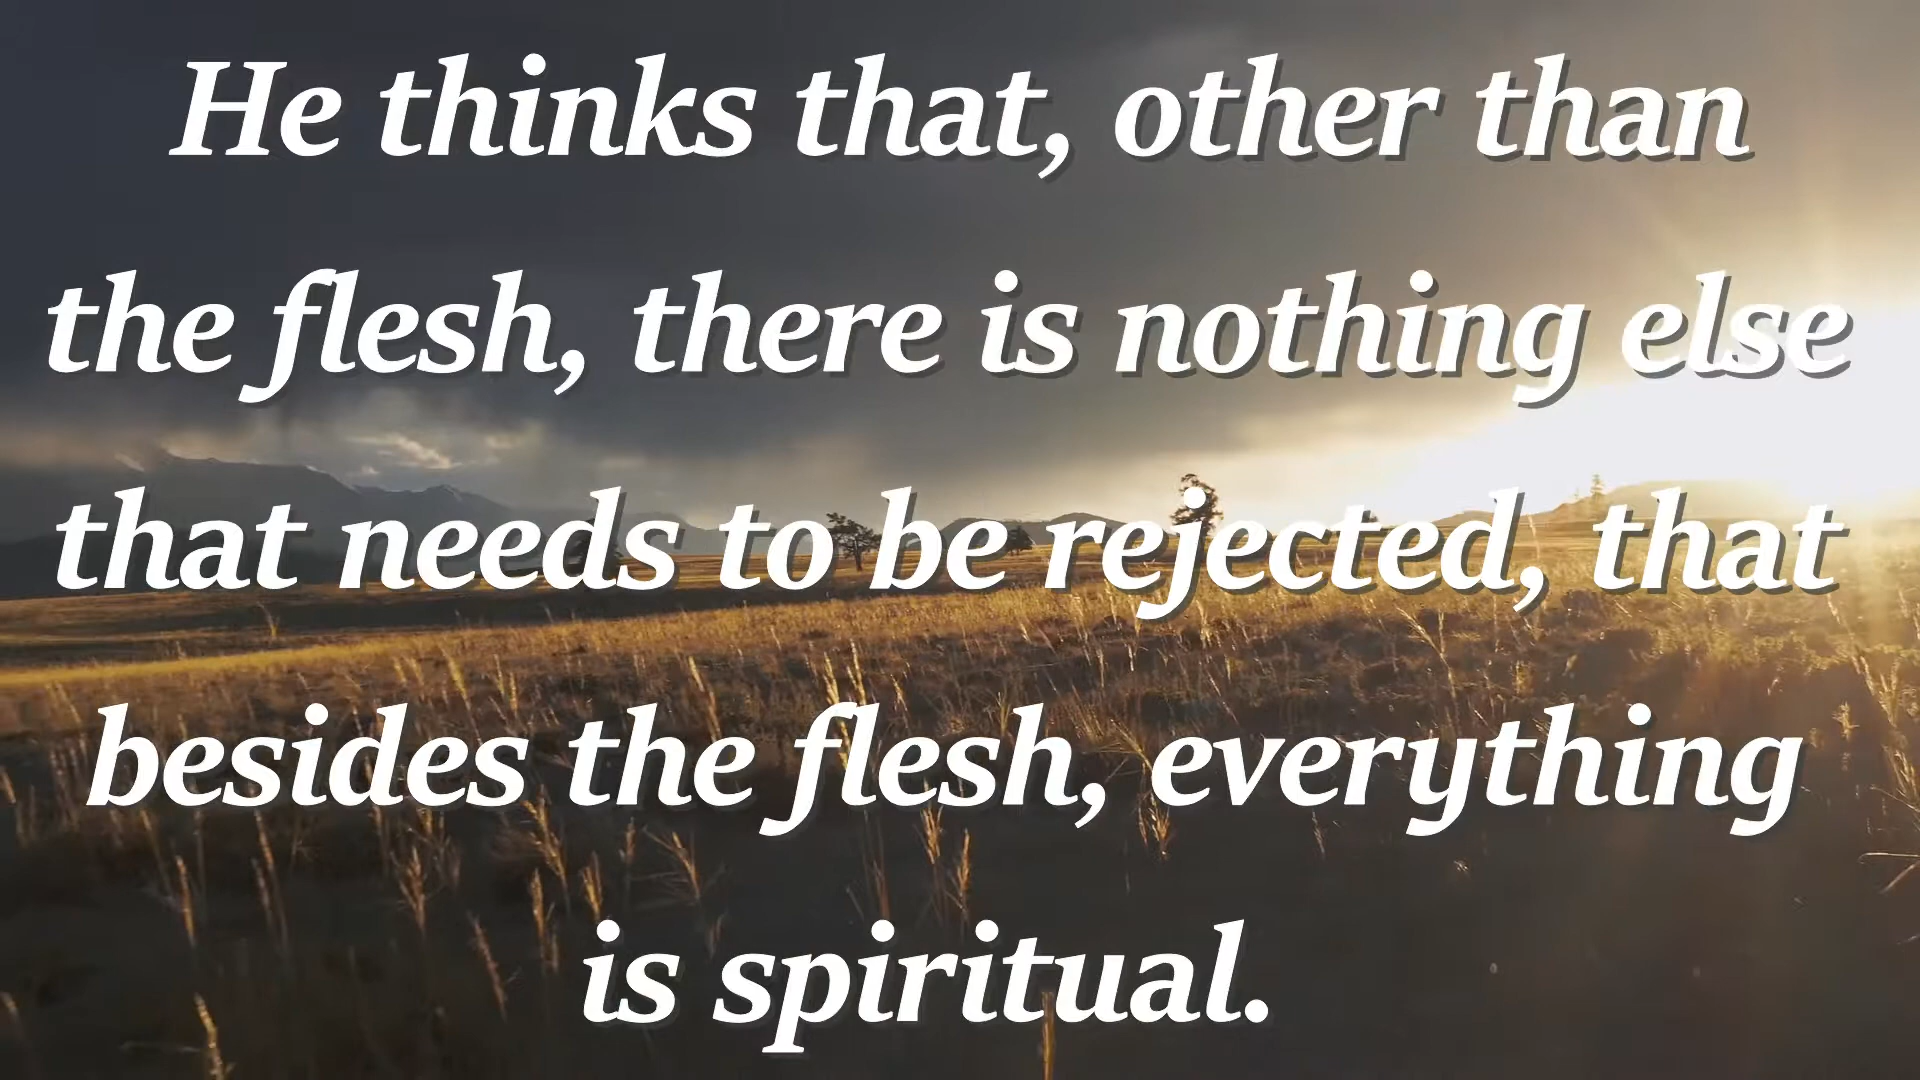 He thinks that, other than
the flesh, there is nothing else
that needs to be rejected, that
besides the flesh, everything
is spiritual.